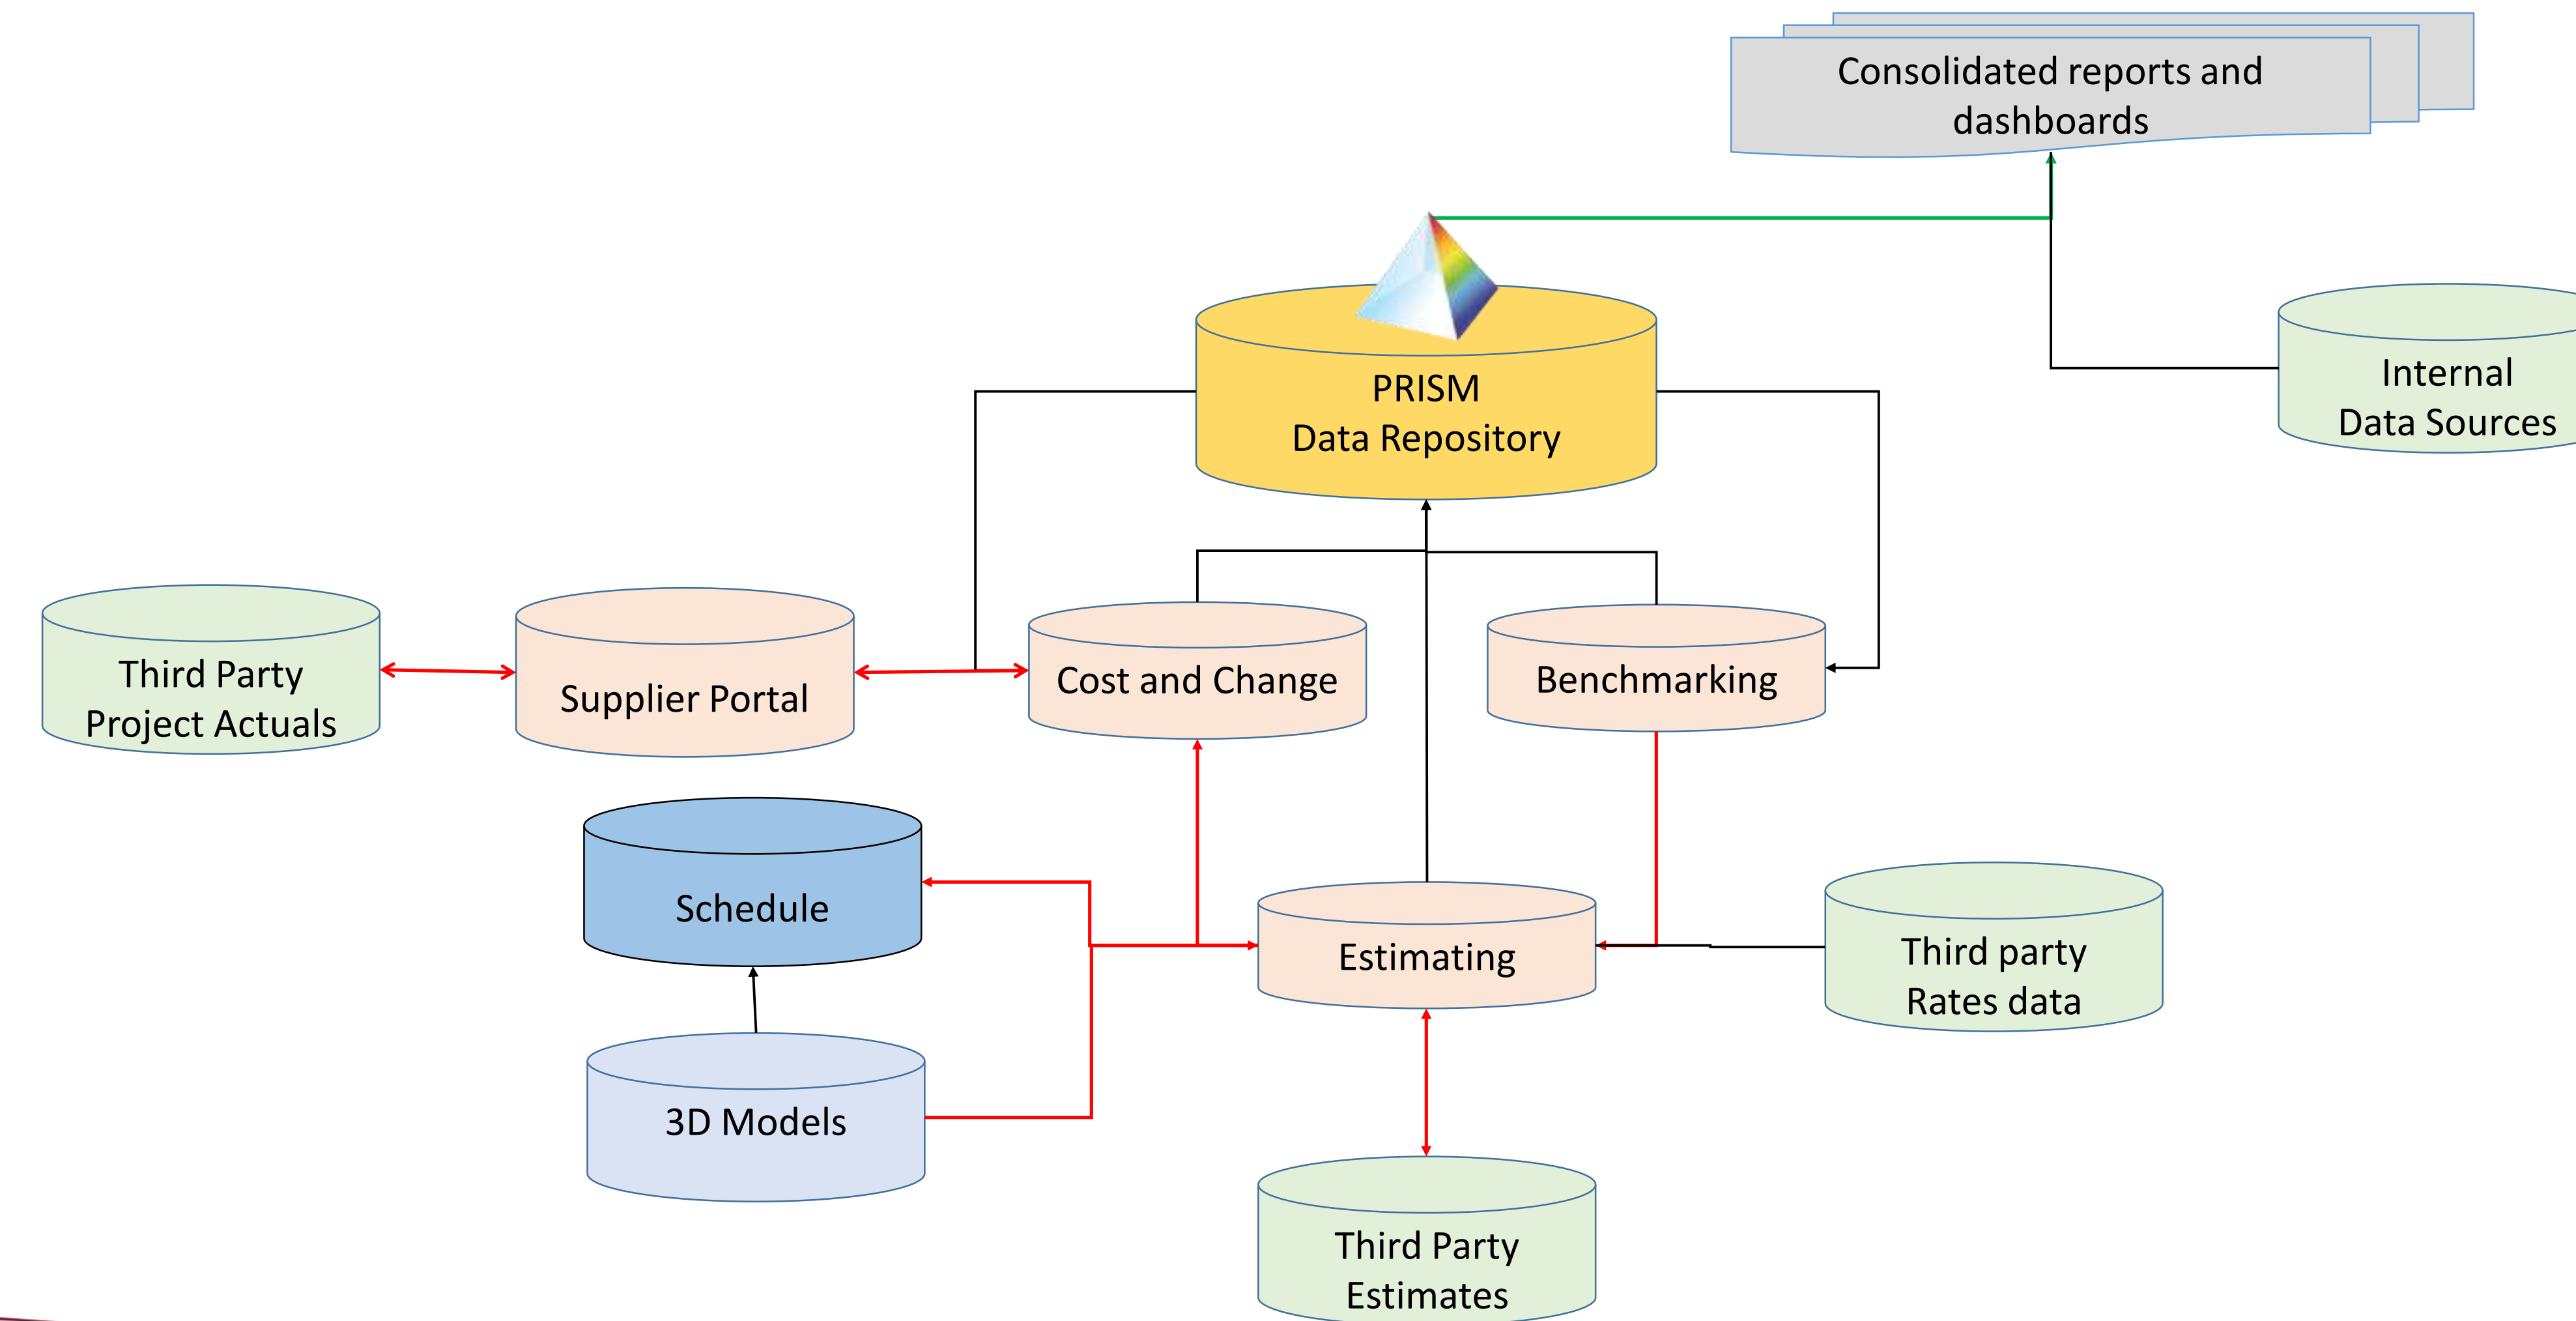 Consolidated reports and
dashboards
PRISM
Data Repository
Internal
Data Sources
Third Party
Project Actuals
Supplier Portal
Cost and Change
Benchmarking
Schedule
Estimating
Third party
Rates data
3D Models
Third Party
Estimates